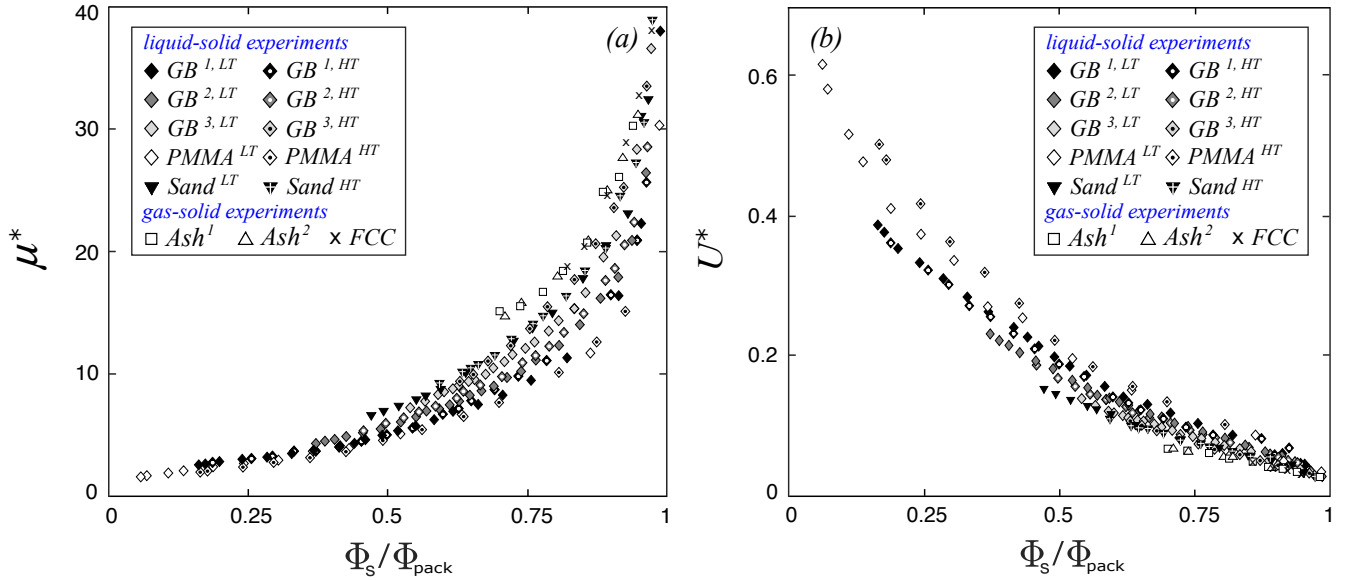 40
30
20
10
0
μ*
(a)
liquid-solid experiments
GB 1, LT GB 1, HT
GB 2, LT GB 2, HT
GB 3, LT GB 3, HT
PMMA LT PMMA HT
Sand LT Sand HT
gas-solid experiments
Ash1 Ash2 FCC
0 0.25 0.5 0.75 1
Φs/Φpack
0.6
0.4
0.2
0
U*
(b)
liquid-solid experiments
GB 1, LT GB 1, HT
GB 2, LT GB 2, HT
GB 3, LT GB 3, HT
PMMA LT PMMA HT
Sand LT Sand HT
gas-solid experiments
Ash1 Ash2 FCC
0 0.25 0.5 0.75 1
Φs/Φpack